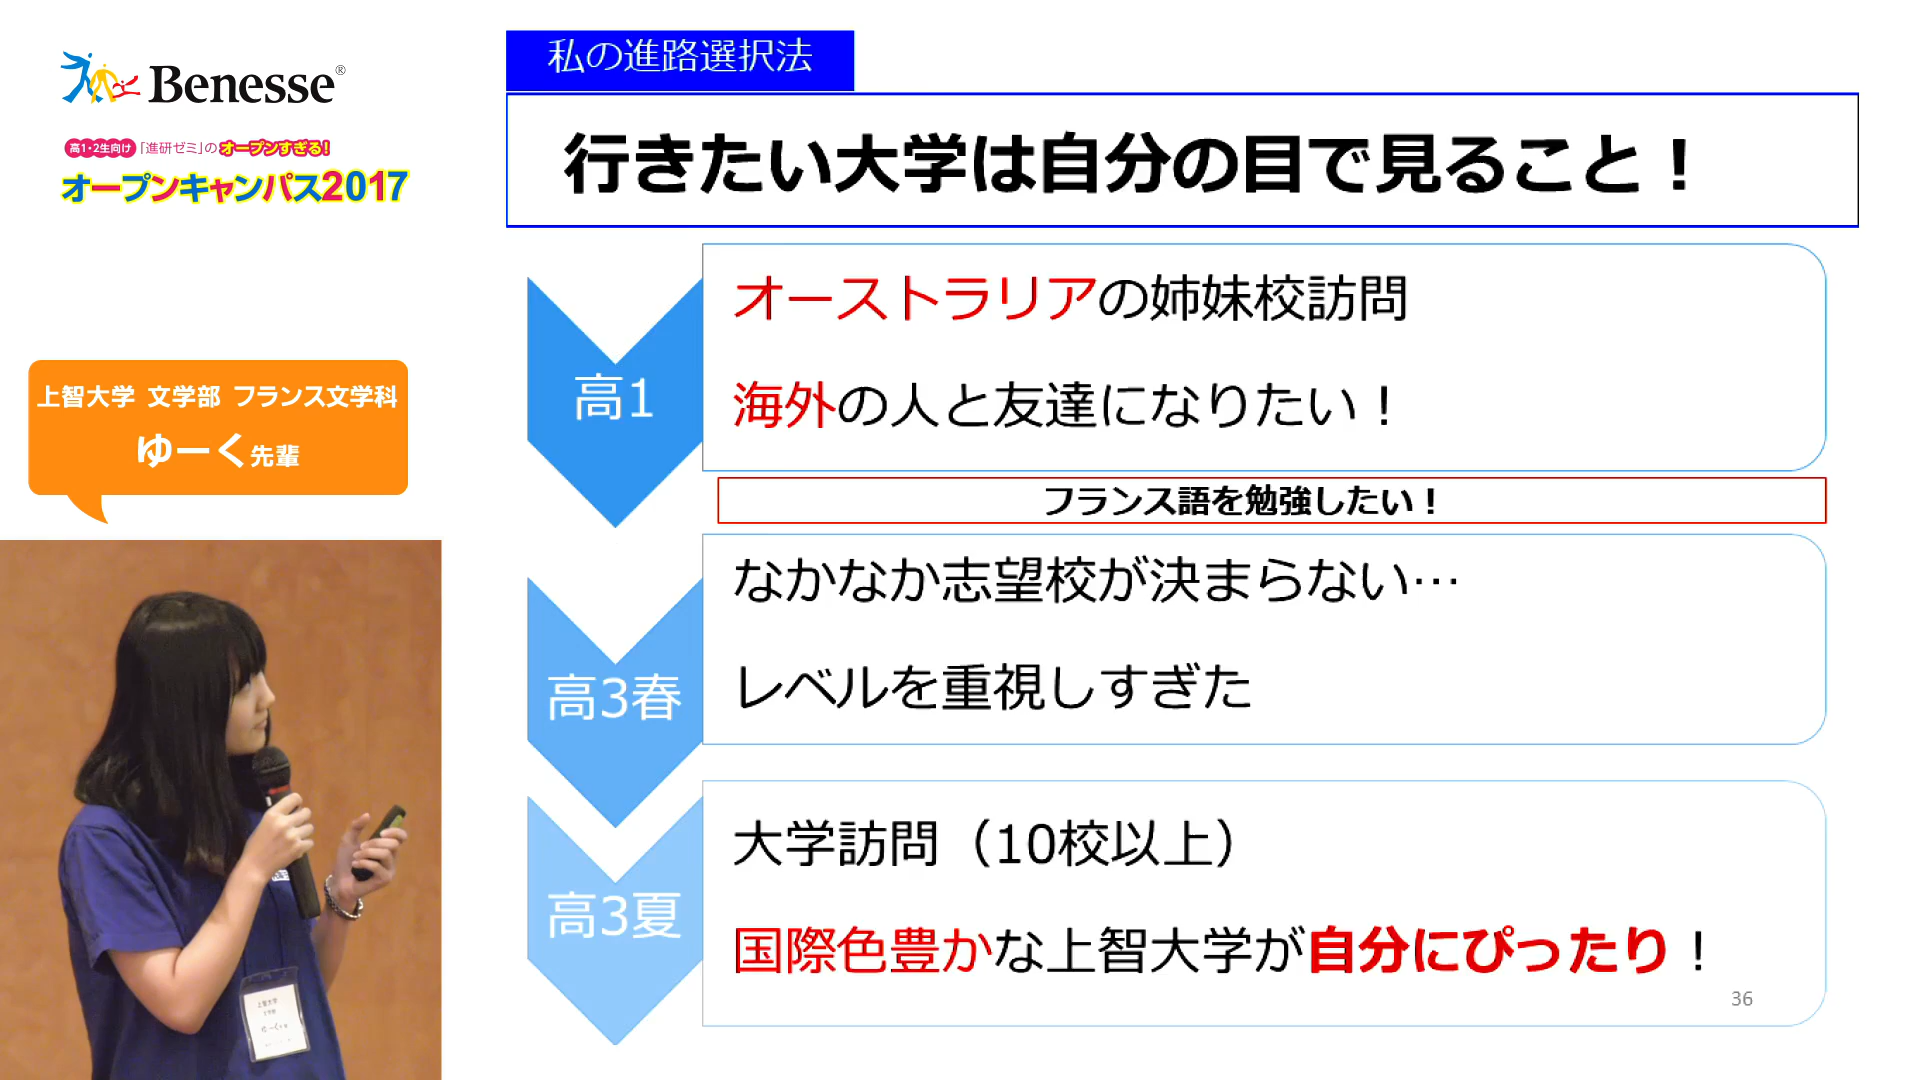 Benesse®
高1・2生向け 「進研ゼミ」の オープンすぎる!
オープンキャンパス2017
上智大学 文学部 フランス文学科
ゆーく先輩
私の進路選択法
行きたい大学は自分の目で見ること！
高1
オーストラリアの姉妹校訪問
海外の人と友達になりたい！
フランス語を勉強したい！
高3春
なかなか志望校が決まらない…
レベルを重視しすぎた
高3夏
大学訪問（10校以上）
国際色豊かな上智大学が自分にぴったり！
36
上智大学
文学部